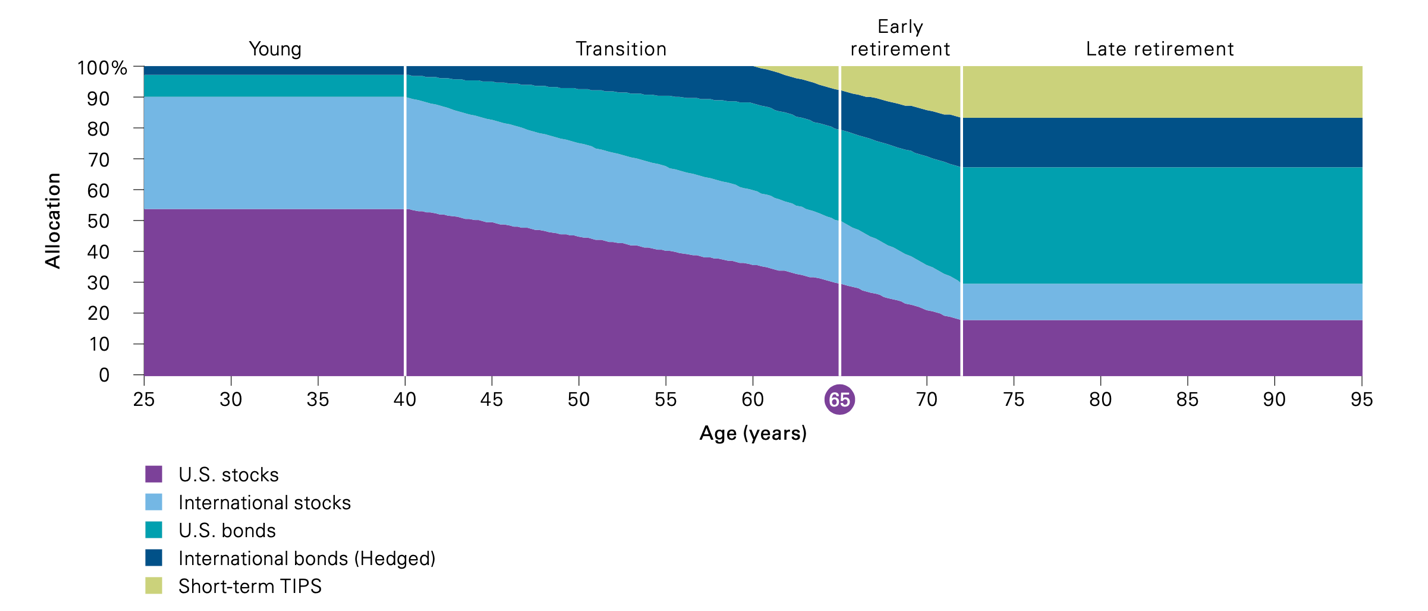 Young
Transition
Early
retirement
Late retirement
100%
90
80
70
60
50
40
30
20
10
0
Allocation
25 30 35 40 45 50 55 60 65 70 75 80 85 90 95
Age (years)
U.S. stocks
International stocks
U.S. bonds
International bonds (Hedged)
Short-term TIPS